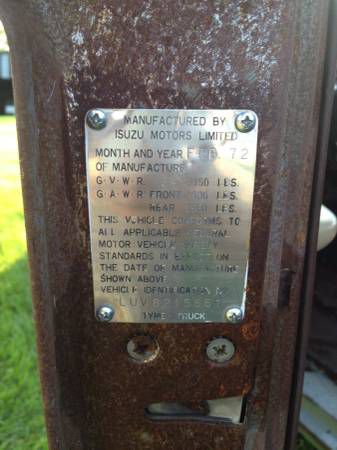 MANUFACTURED BY
ISUZU MOTORS LIMITED
MONTH AND YEAR FEB. 72
OF MANUFACTURE
G·V·W·R. LBS.
G·A·W·R FRONT LBS.
REAR LBS.
THIS VEHICLE CONFORMS TO
ALL APPLICABLE FEDERAL
MOTOR VEHICLE SAFETY
STANDARDS IN EFFECT ON
THE DATE OF MANUFACTURE
SHOWN ABOVE
VEHICLE IDENTIFICATION NO.
TYPE TRUCK